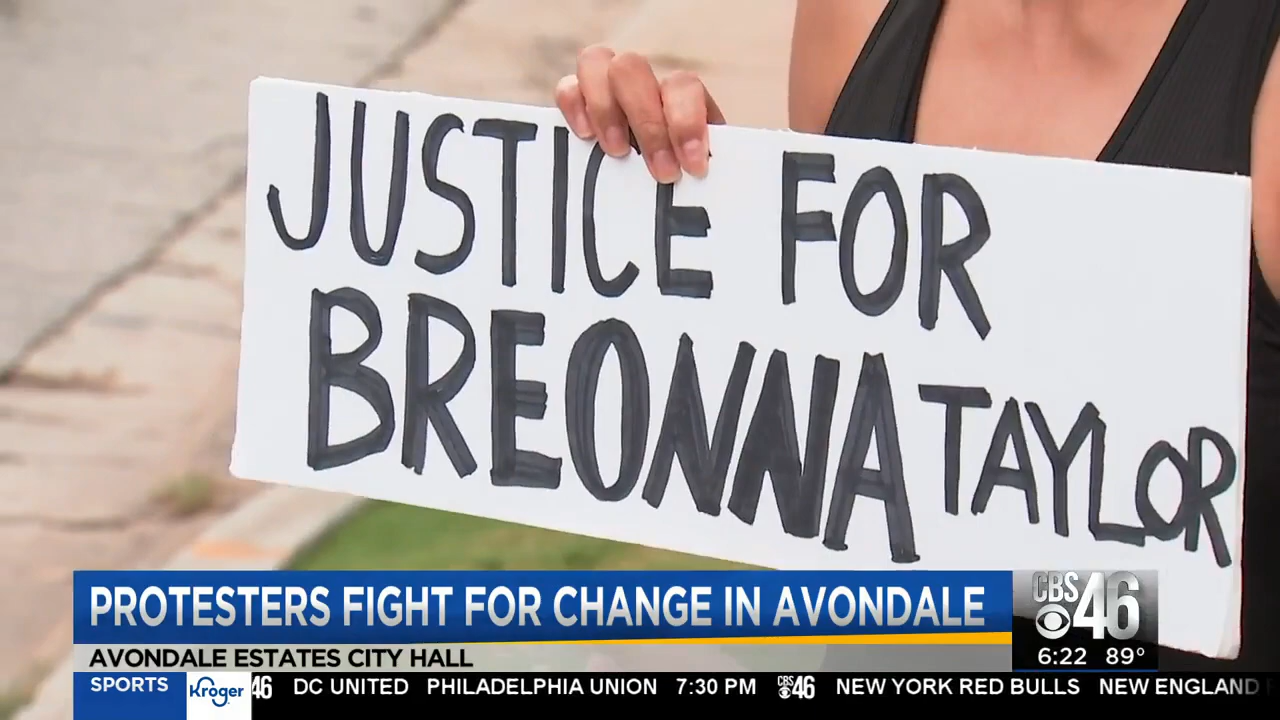 JUSTICE FOR
BREONNA TAYLOR
PROTESTERS FIGHT FOR CHANGE IN AVONDALE
AVONDALE ESTATES CITY HALL
CBS 46
6:22 89°
SPORTS
Kroger
46 DC UNITED PHILADELPHIA UNION 7:30 PM CBS 46 NEW YORK RED BULLS NEW ENGLAND